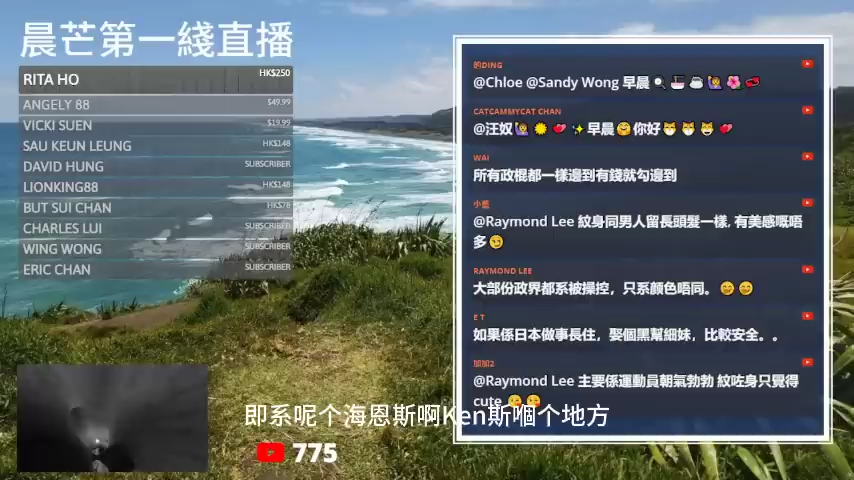 晨芒第一綫直播
RITA HO HK$250
ANGELY 88 $49.99
VICKI SUEN $19.99
SAU KEUN LEUNG HK$148
DAVID HUNG SUBSCRIBER
LIONKING88 HK$148
BUT SUI CHAN HK$78
CHARLES LUI SUBSCRIBER
WING WONG SUBSCRIBER
ERIC CHAN SUBSCRIBER
的DING
@Chloe @Sandy Wong 早晨🍳🍜☕🙋🌺🥩
CATCAMMYCAT CHAN
@汪奴🙋🌞💕✨早晨🤗你好🐱🐱😺💕
WAI
所有政棍都一樣邊到有錢就勾邊到
小藍
@Raymond Lee 紋身同男人留長頭髮一樣, 有美感嘅唔
多😏
RAYMOND LEE
大部份政界都系被操控，只系顔色唔同。😄😄
E T
如果係日本做事長住，娶個黑幫細妹，比較安全。。
加加2
@Raymond Lee 主要係運動員朝氣勃勃 紋咗身只覺得
cute 😘😘
即系呢个海恩斯啊Ken斯嗰个地方
775